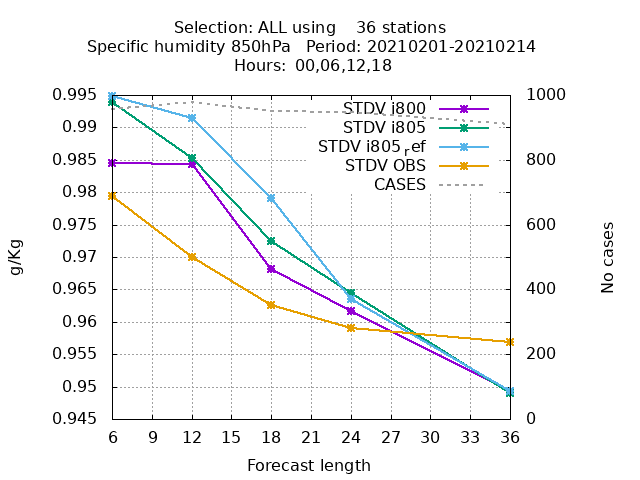 Selection: ALL using    36 stations
Specific humidity 850hPa   Period: 20210201-20210214
Hours: 00,06,12,18
0.995
0.99
0.985
0.98
0.975
0.97
0.965
0.96
0.955
0.95
0.945
1000
800
600
400
200
0
6 9 12 15 18 21 24 27 30 33 36
g/Kg
No cases
Forecast length
STDV i800
STDV i805
STDV i805ref
STDV OBS
CASES